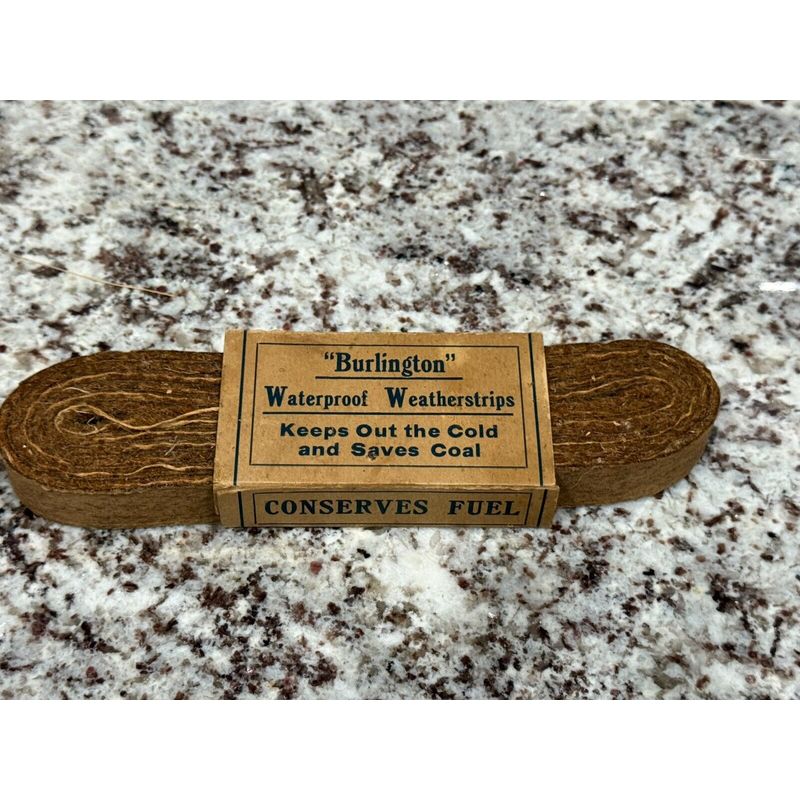 "Burlington"
Waterproof Weatherstrips
Keeps Out the Cold
and Saves Coal
CONSERVES FUEL